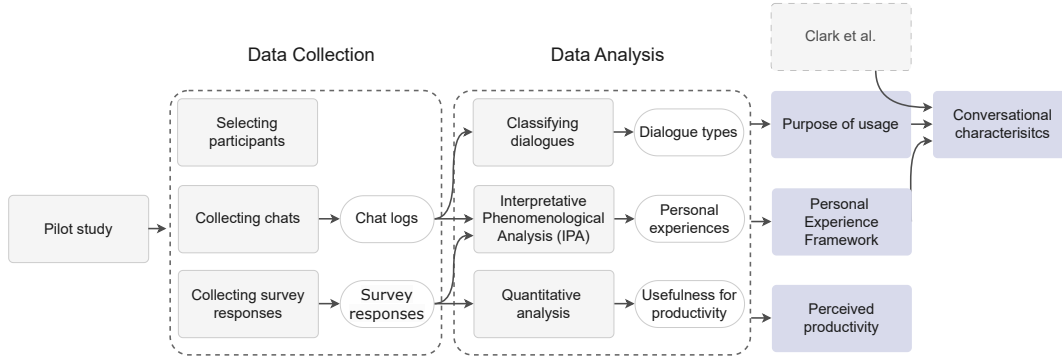 Clark et al.
Data Collection
Data Analysis
Selecting
participants
Classifying
dialogues
Dialogue types
Purpose of usage
Conversational
characterisitcs
Pilot study
Collecting chats
Chat logs
Interpretative
Phenomenological
Analysis (IPA)
Personal
experiences
Personal
Experience
Framework
Collecting survey
responses
Survey
responses
Quantitative
analysis
Usefulness for
productivity
Perceived
productivity